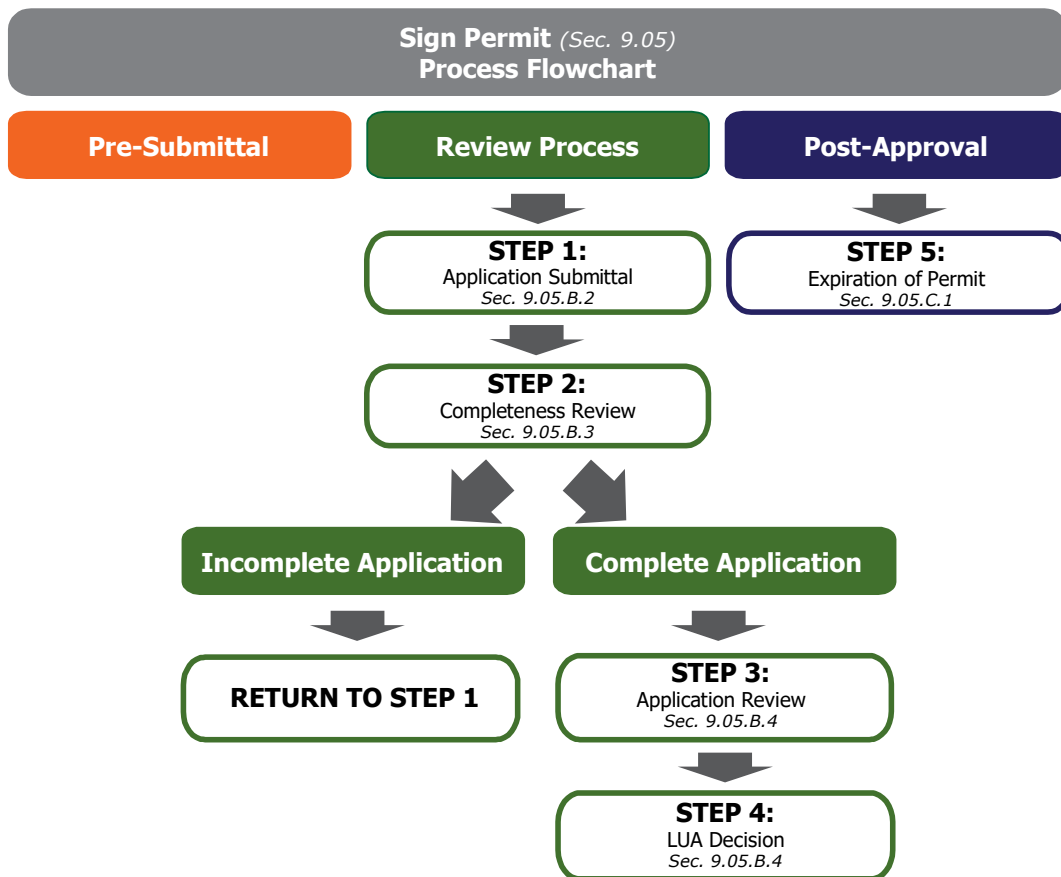 Sign Permit (Sec. 9.05)
Process Flowchart
Pre-Submittal
Review Process
Post-Approval
STEP 1:
Application Submittal
Sec. 9.05.B.2
STEP 5:
Expiration of Permit
Sec. 9.05.C.1
STEP 2:
Completeness Review
Sec. 9.05.B.3
Incomplete Application
Complete Application
RETURN TO STEP 1
STEP 3:
Application Review
Sec. 9.05.B.4
STEP 4:
LUA Decision
Sec. 9.05.B.4